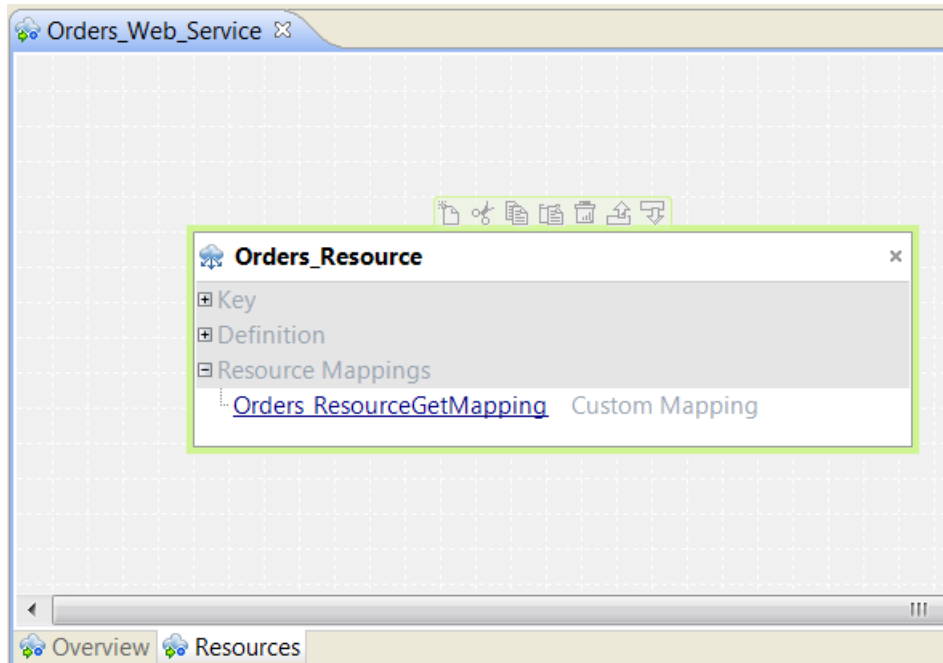 Orders_Web_Service
Orders_Resource
Key
Definition
Resource Mappings
Orders_ResourceGetMapping Custom Mapping
Overview Resources